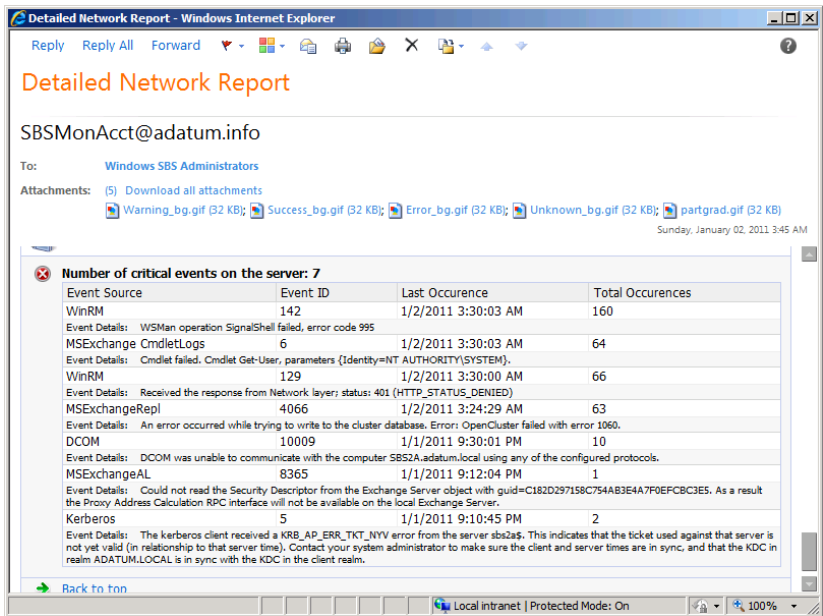 Detailed Network Report - Windows Internet Explorer
Reply Reply All Forward
Detailed Network Report
SBSMonAcct@adatum.info
To: Windows SBS Administrators
Attachments: (5) Download all attachments
Warning_bg.gif (32 KB); Success_bg.gif (32 KB); Error_bg.gif (32 KB); Unknown_bg.gif (32 KB); partgrad.gif (32 KB)
Sunday, January 02, 2011 3:45 AM
Number of critical events on the server: 7
Event Source Event ID Last Occurence Total Occurences
WinRM 142 1/2/2011 3:30:03 AM 160
Event Details: WSMan operation SignalShell failed, error code 995
MSExchange CmdletLogs 6 1/2/2011 3:30:03 AM 64
Event Details: Cmdlet failed. Cmdlet Get-User, parameters {Identity=NT AUTHORITY\SYSTEM}.
WinRM 129 1/2/2011 3:30:00 AM 66
Event Details: Received the response from Network layer; status: 401 (HTTP_STATUS_DENIED)
MSExchangeRepl 4066 1/2/2011 3:24:29 AM 63
Event Details: An error occurred while trying to write to the cluster database. Error: OpenCluster failed with error 1060.
DCOM 10009 1/1/2011 9:30:01 PM 10
Event Details: DCOM was unable to communicate with the computer SBS2A.adatum.local using any of the configured protocols.
MSExchangeAL 8365 1/1/2011 9:12:04 PM 1
Event Details: Could not read the Security Descriptor from the Exchange Server object with guid=C182D297158C754AB3E4A7F0EFCBC3E5. As a result
the Proxy Address Calculation RPC interface will not be available on the local Exchange Server.
Kerberos 5 1/1/2011 9:10:45 PM 2
Event Details: The kerberos client received a KRB_AP_ERR_TKT_NYV error from the server sbs2a$. This indicates that the ticket used against that server is
not yet valid (in relationship to that server time). Contact your system administrator to make sure the client and server times are in sync, and that the KDC in
realm ADATUM.LOCAL is in sync with the KDC in the client realm.
Back to top
Local intranet | Protected Mode: On 100%